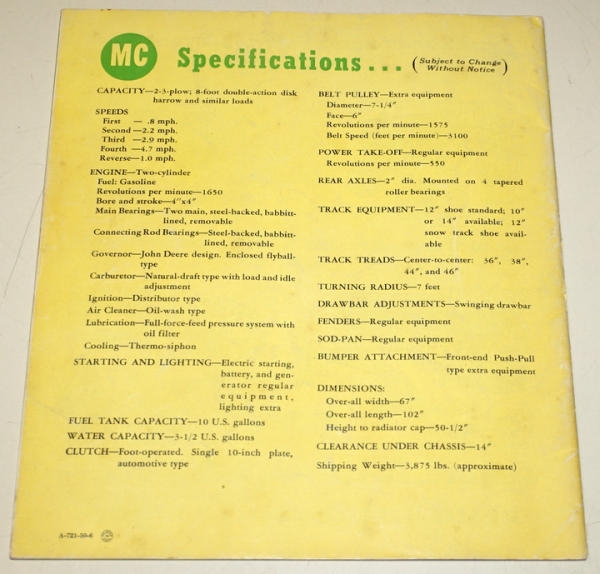 MC Specifications... (Subject to Change
Without Notice)
CAPACITY—2-3-plow; 8-foot double-action disk
harrow and similar loads
SPEEDS
First — .8 mph.
Second —2.2 mph.
Third —2.9 mph.
Fourth —4.7 mph.
Reverse—1.0 mph.
ENGINE—Two-cylinder
Fuel: Gasoline
Revolutions per minute—1650
Bore and stroke—4"x4"
Main Bearings—Two main, steel-backed, babbitt-
lined, removable
Connecting Rod Bearings—Steel-backed, babbitt-
lined, removable
Governor—John Deere design. Enclosed flyball-
type
Carburetor—Natural-draft type with load and idle
adjustment
Ignition—Distributor type
Air Cleaner—Oil-wash type
Lubrication—Full-force-feed pressure system with
oil filter
Cooling—Thermo-siphon
STARTING AND LIGHTING—Electric starting,
battery, and gen-
erator regular
equipment,
lighting extra
FUEL TANK CAPACITY—10 U.S. gallons
WATER CAPACITY—3-1/2 U.S. gallons
CLUTCH—Foot-operated. Single 10-inch plate,
automotive type
A-721-50-6
BELT PULLEY—Extra equipment
Diameter—7-1/4"
Face—6"
Revolutions per minute—1575
Belt Speed (feet per minute)—3100
POWER TAKE-OFF—Regular equipment
Revolutions per minute—550
REAR AXLES—2" dia. Mounted on 4 tapered
roller bearings
TRACK EQUIPMENT—12" shoe standard; 10"
or 14" available; 12"
snow track shoe avail-
able
TRACK TREADS—Center-to-center: 36", 38",
44", and 46"
TURNING RADIUS—7 feet
DRAWBAR ADJUSTMENTS—Swinging drawbar
FENDERS—Regular equipment
SOD-PAN—Regular equipment
BUMPER ATTACHMENT—Front-end Push-Pull
type extra equipment
DIMENSIONS:
Over-all width—67"
Over-all length—102"
Height to radiator cap—50-1/2"
CLEARANCE UNDER CHASSIS—14"
Shipping Weight—3,875 lbs. (approximate)